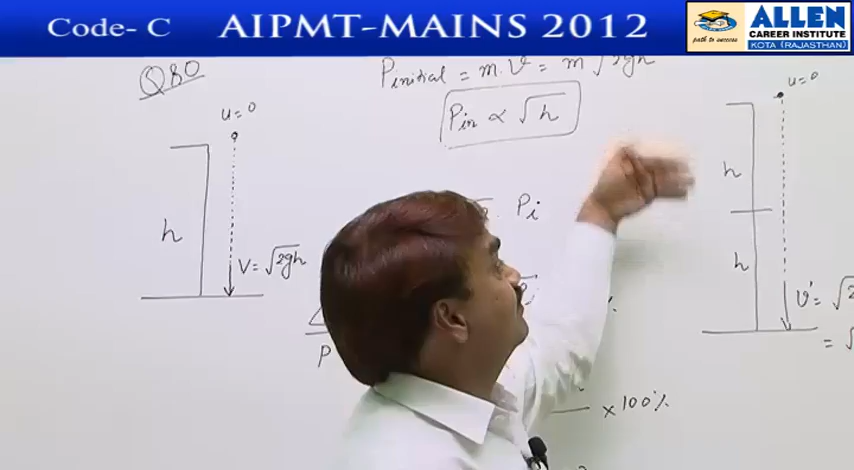 Code- C AIPMT-MAINS 2012
ALLEN
CAREER INSTITUTE
KOTA (RAJASTHAN)
path to success
Q80
Pinitial = m.V = m√2gh
u=0
Pin ∝ √h
u=0
h
Pi
h
V=√2gh
h
V'= √2
= √
P
x 100%